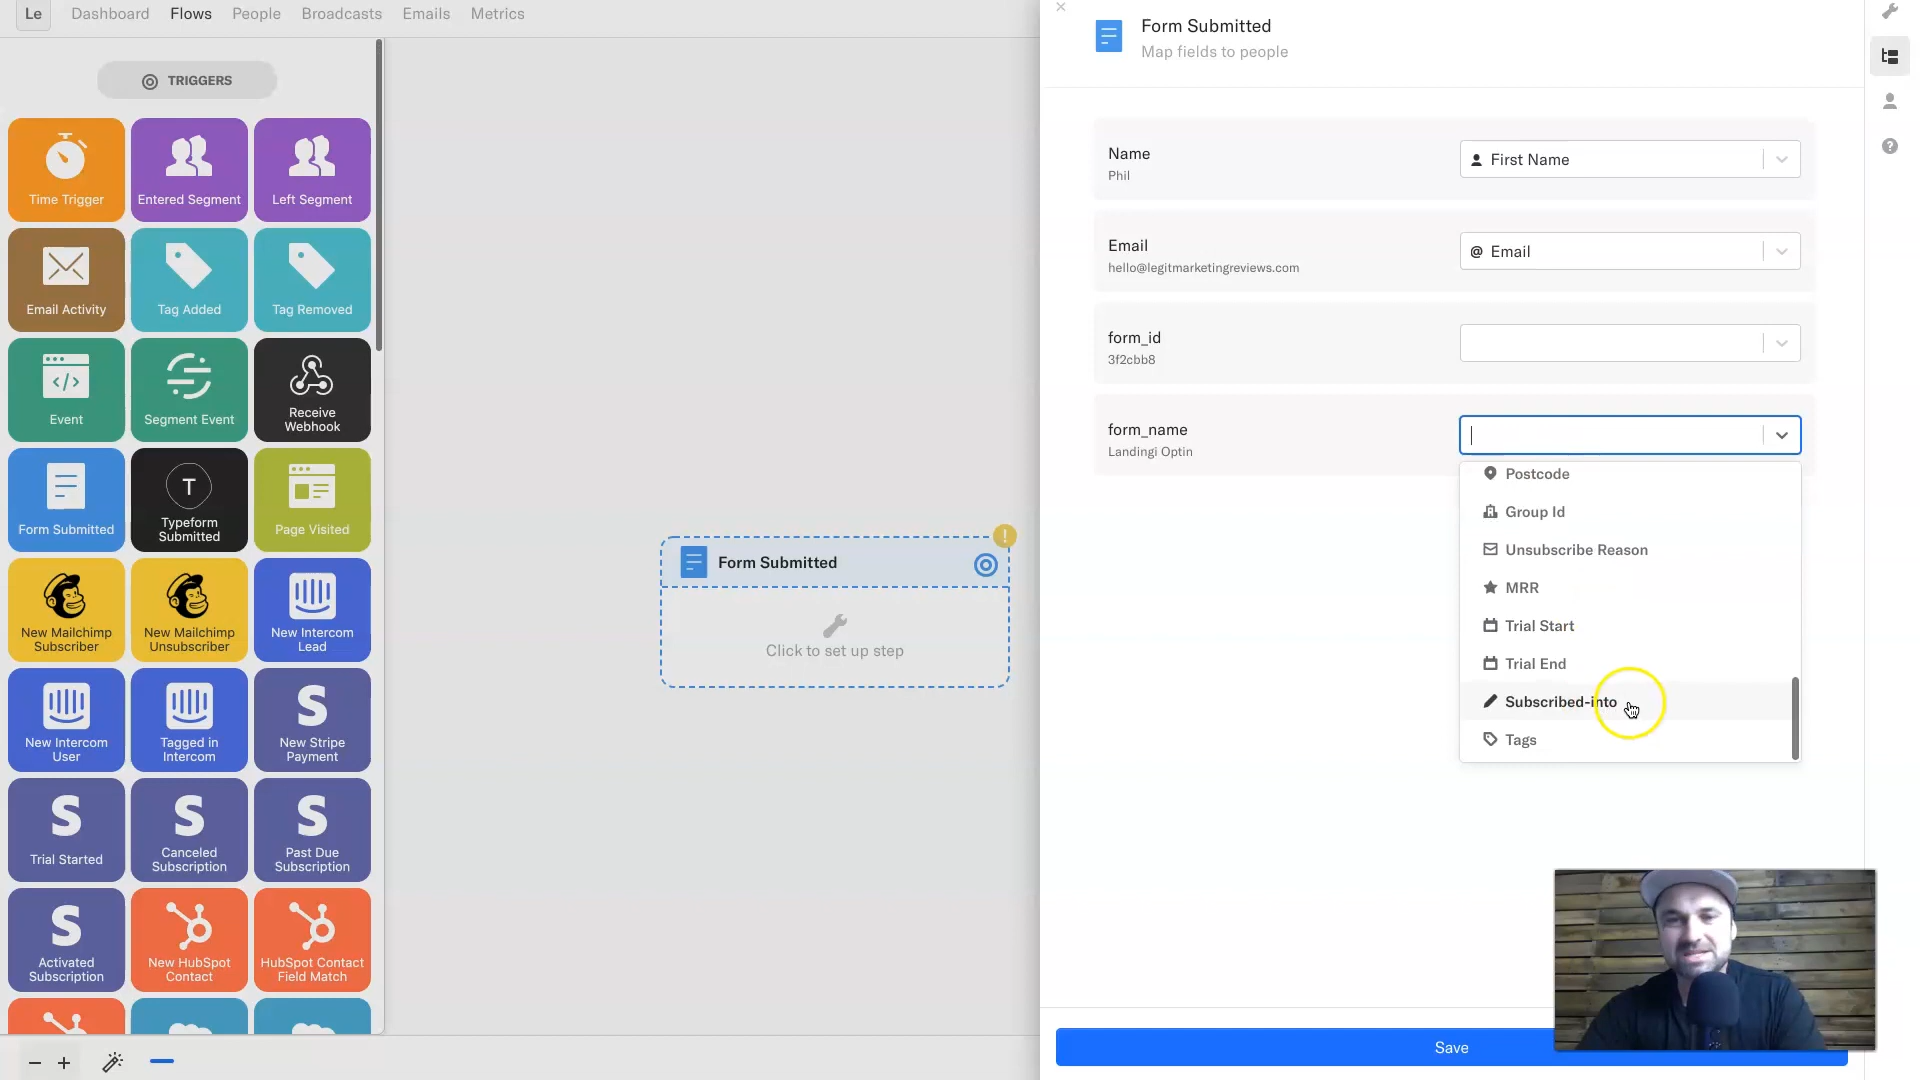 Le
Dashboard
Flows
People
Broadcasts
Emails
Metrics
TRIGGERS
Time Trigger
Entered Segment
Left Segment
Email Activity
Tag Added
Tag Removed
Event
Segment Event
Receive
Webhook
Form Submitted
T
Typeform
Submitted
Page Visited
New Mailchimp
Subscriber
New Mailchimp
Unsubscriber
New Intercom
Lead
New Intercom
User
Tagged in
Intercom
S
New Stripe
Payment
S
Trial Started
S
Canceled
Subscription
S
Past Due
Subscription
S
Activated
Subscription
New HubSpot
Contact
HubSpot Contact
Field Match
Form Submitted
!
Click to set up step
Form Submitted
Map fields to people
Name
Phil
First Name
Email
hello@legitmarketingreviews.com
@ Email
form_id
3f2cbb8
form_name
Landingi Optin
Postcode
Group Id
Unsubscribe Reason
MRR
Trial Start
Trial End
Subscribed-into
Tags
Save